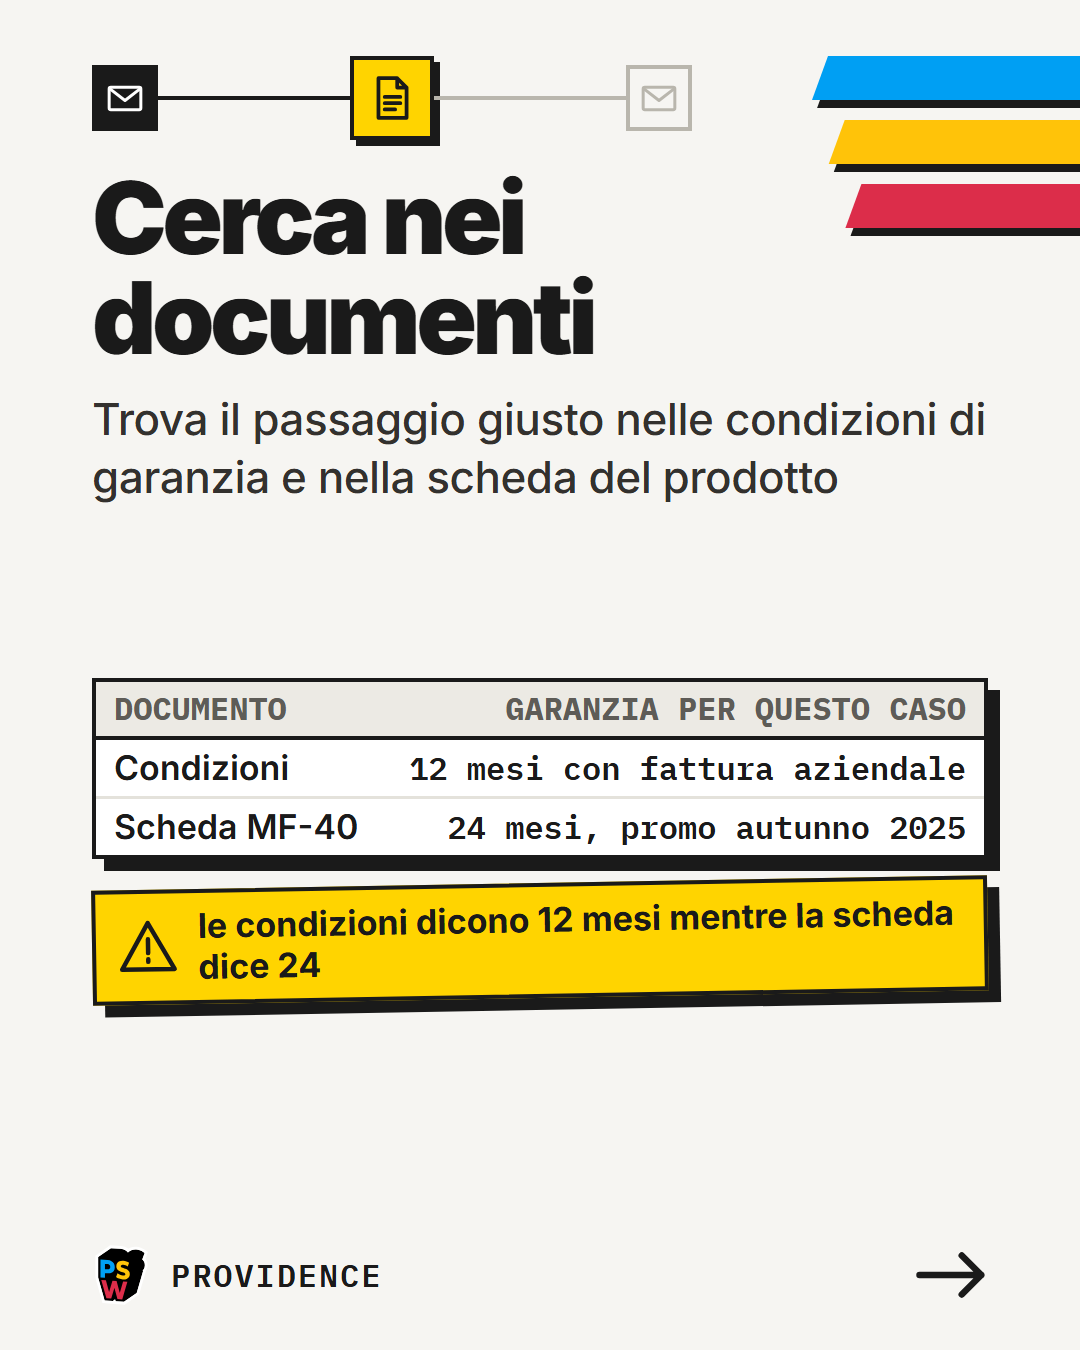 Cerca nei
documenti
Trova il passaggio giusto nelle condizioni di
garanzia e nella scheda del prodotto
DOCUMENTO GARANZIA PER QUESTO CASO
Condizioni 12 mesi con fattura aziendale
Scheda MF-40 24 mesi, promo autunno 2025
le condizioni dicono 12 mesi mentre la scheda
dice 24
PSW PROVIDENCE